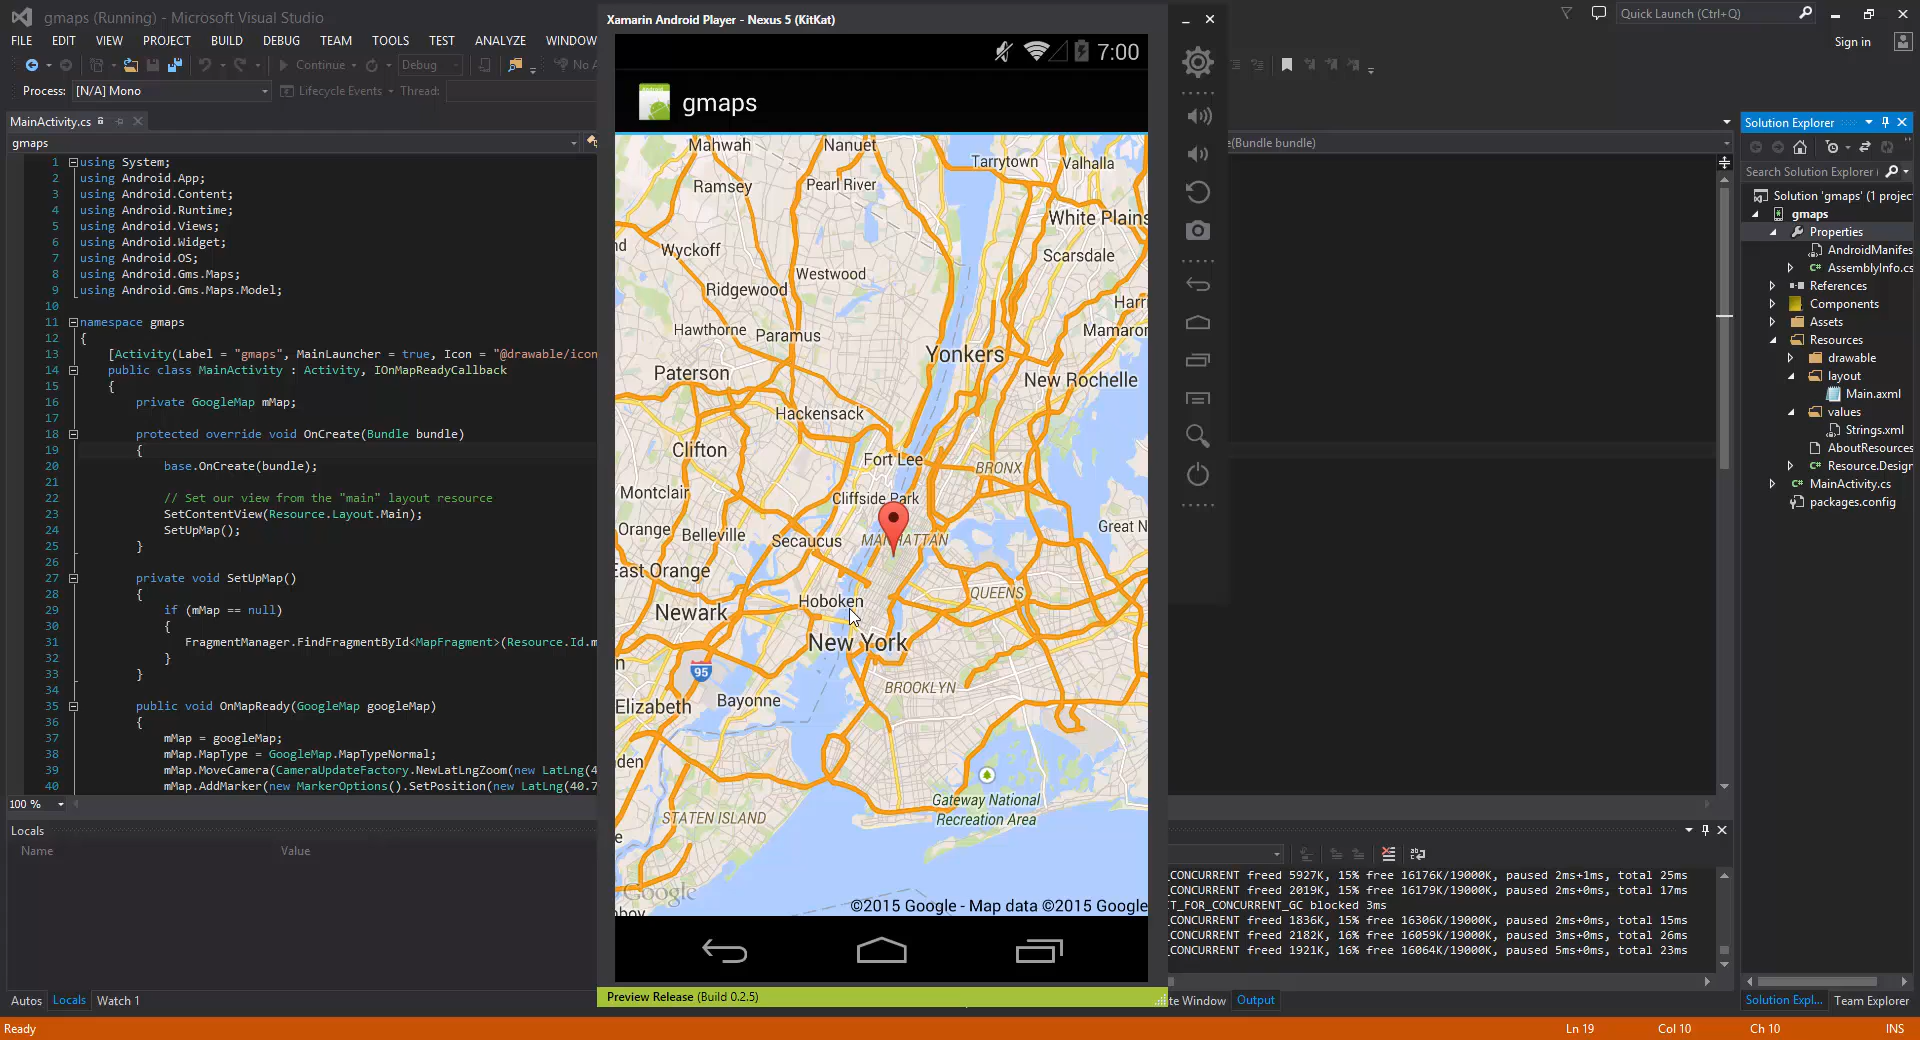 gmaps (Running) - Microsoft Visual Studio
Quick Launch (Ctrl+Q)
FILE EDIT VIEW PROJECT BUILD DEBUG TEAM TOOLS TEST ANALYZE WINDOW
Sign in
Continue Debug No A
Process: [N/A] Mono Lifecycle Events Thread:
MainActivity.cs
gmaps
e(Bundle bundle)
1 using System;
2 using Android.App;
3 using Android.Content;
4 using Android.Runtime;
5 using Android.Views;
6 using Android.Widget;
7 using Android.OS;
8 using Android.Gms.Maps;
9 using Android.Gms.Maps.Model;
10
11 namespace gmaps
12 {
13 [Activity(Label = "gmaps", MainLauncher = true, Icon = "@drawable/icon
14 public class MainActivity : Activity, IOnMapReadyCallback
15 {
16 private GoogleMap mMap;
17
18 protected override void OnCreate(Bundle bundle)
19 {
20 base.OnCreate(bundle);
21
22 // Set our view from the "main" layout resource
23 SetContentView(Resource.Layout.Main);
24 SetUpMap();
25 }
26
27 private void SetUpMap()
28 {
29 if (mMap == null)
30 {
31 FragmentManager.FindFragmentById<MapFragment>(Resource.Id.m
32 }
33 }
34
35 public void OnMapReady(GoogleMap googleMap)
36 {
37 mMap = googleMap;
38 mMap.MapType = GoogleMap.MapTypeNormal;
39 mMap.MoveCamera(CameraUpdateFactory.NewLatLngZoom(new LatLng(4
40 mMap.AddMarker(new MarkerOptions().SetPosition(new LatLng(40.7
100 %
Locals
Name Value
Autos Locals Watch 1
Xamarin Android Player - Nexus 5 (KitKat)
7:00
gmaps
Mahwah Nanuet
Tarrytown Valhalla
Ramsey Pearl River
White Plains
Wyckoff Scarsdale
Westwood
Ridgewood
Harri
Hawthorne Paramus Mamaron
Yonkers
Paterson New Rochelle
Hackensack
Clifton
Fort Lee BRONX
Montclair Cliffside Park
Orange Belleville Secaucus MANHATTAN Great N
East Orange
QUEENS
Hoboken
Newark
New York
95
BROOKLYN
Elizabeth Bayonne
den
Gateway National
Recreation Area
STATEN ISLAND
Google
©2015 Google - Map data ©2015 Google
Preview Release (Build 0.2.5)
_CONCURRENT freed 5927K, 15% free 16176K/19000K, paused 2ms+1ms, total 25ms
_CONCURRENT freed 2019K, 15% free 16179K/19000K, paused 2ms+0ms, total 17ms
IT_FOR_CONCURRENT_GC blocked 3ms
_CONCURRENT freed 1836K, 15% free 16306K/19000K, paused 2ms+0ms, total 15ms
_CONCURRENT freed 2182K, 16% free 16059K/19000K, paused 3ms+0ms, total 26ms
_CONCURRENT freed 1921K, 16% free 16064K/19000K, paused 5ms+0ms, total 23ms
te Window Output
Solution Explorer
Search Solution Explorer
Solution 'gmaps' (1 project
gmaps
Properties
AndroidManifes
AssemblyInfo.cs
References
Components
Assets
Resources
drawable
layout
Main.axml
values
Strings.xml
AboutResources
Resource.Design
MainActivity.cs
packages.config
Solution Expl... Team Explorer
Ready Ln 19 Col 10 Ch 10 INS